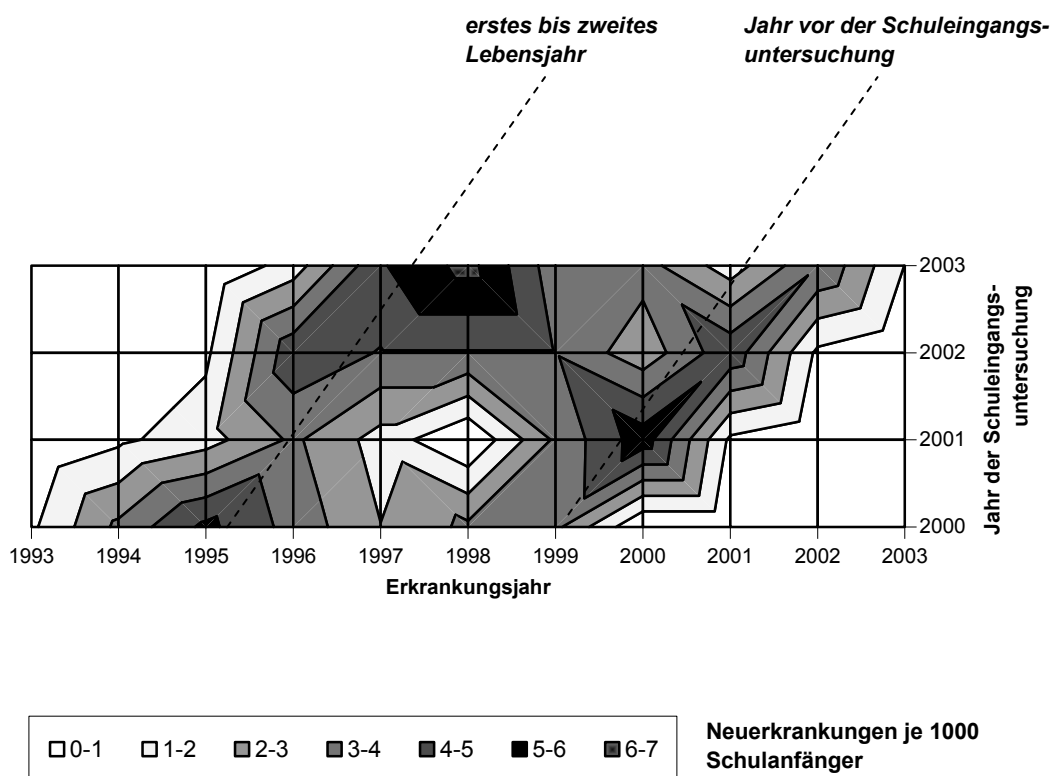 erstes bis zweites
Lebensjahr
Jahr vor der Schuleingangs-
untersuchung
2003
2002
2001
2000
Jahr der Schuleingangs-
untersuchung
1993 1994 1995 1996 1997 1998 1999 2000 2001 2002 2003
Erkrankungsjahr
0-1 1-2 2-3 3-4 4-5 5-6 6-7
Neuerkrankungen je 1000
Schulanfänger